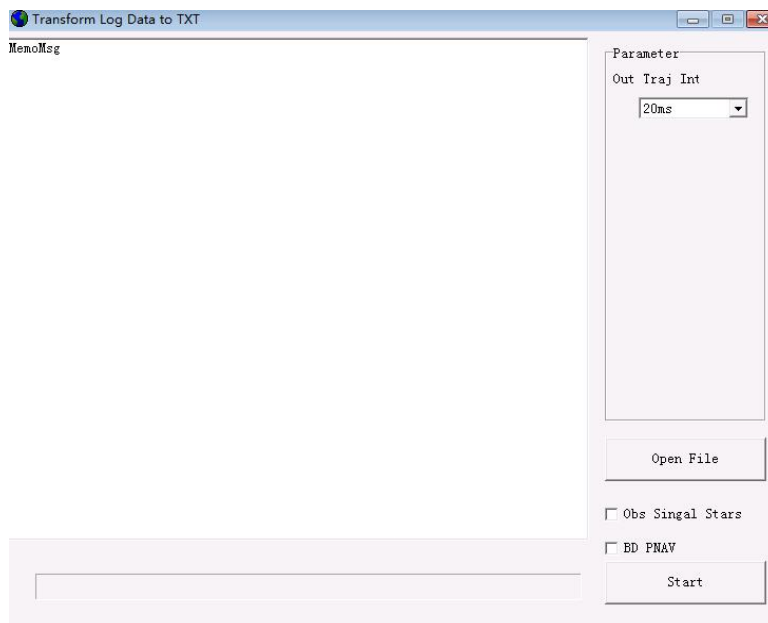 Transform Log Data to TXT
MemoMsg
Parameter
Out Traj Int
20ms
Open File
Obs Singal Stars
BD PNAV
Start